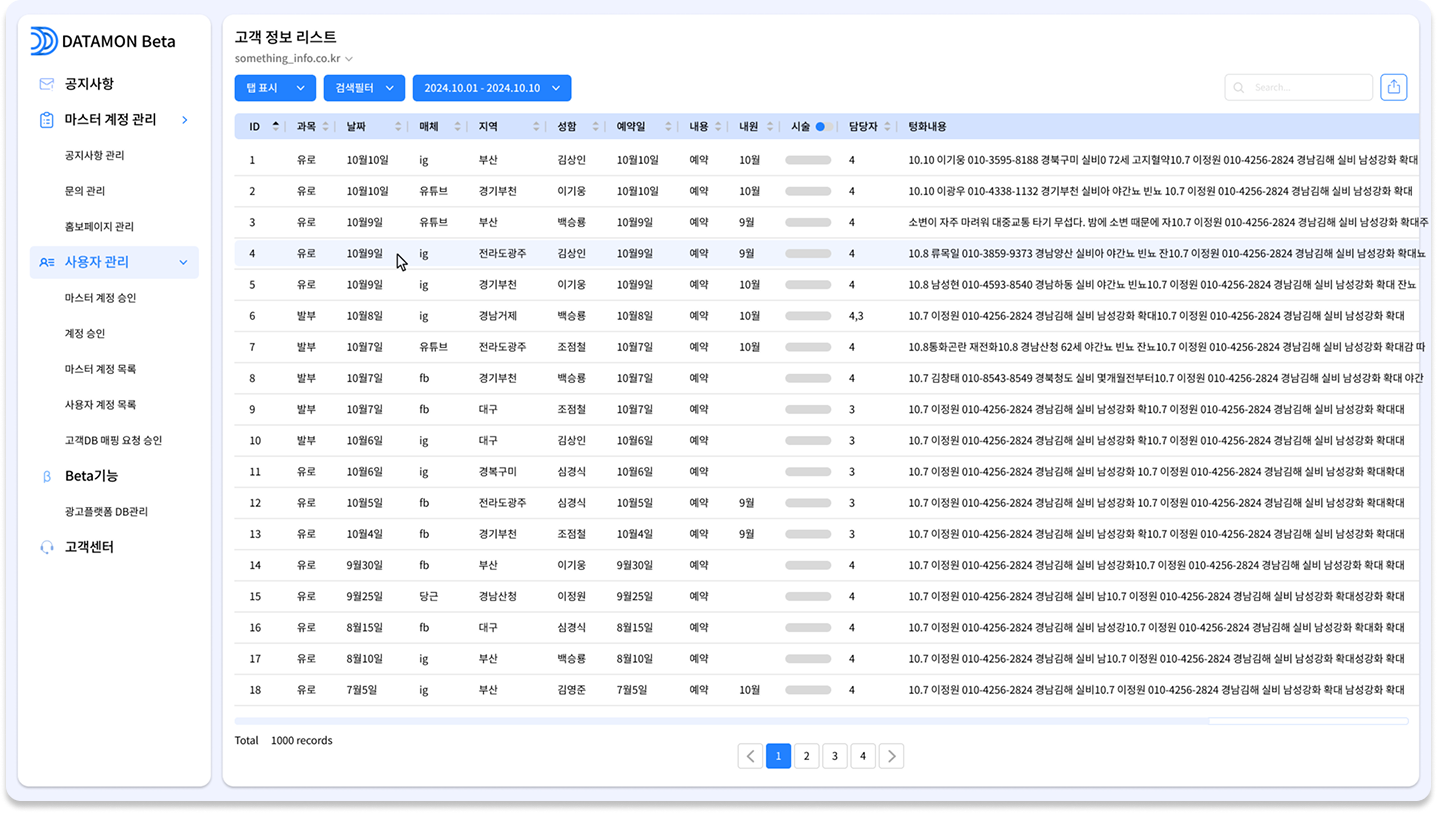 DATAMON Beta
공지사항
마스터 계정 관리
공지사항 관리
문의 관리
홈보페이지 관리
사용자 관리
마스터 계정 승인
계정 승인
마스터 계정 목록
사용자 계정 목록
고객DB 매핑 요청 승인
β Beta기능
광고플랫폼 DB관리
고객센터
고객 정보 리스트
something_info.co.kr
탭 표시 검색필터 2024.10.01 - 2024.10.10 Search...
ID 과목 날짜 매체 지역 성함 예약일 내용 내원 시술 담당자 텅화내용
1 유로 10월10일 ig 부산 김상인 10월10일 예약 10월 4 10.10 이기웅 010-3595-8188 경북구미 실비0 72세 고지혈약10.7 이정원 010-4256-2824 경남김해 실비 남성강화 확대
2 유로 10월10일 유튜브 경기부천 이기웅 10월10일 예약 10월 4 10.10 이광우 010-4338-1132 경기부천 실비아 야간뇨 빈뇨 10.7 이정원 010-4256-2824 경남김해 실비 남성강화 확대
3 유로 10월9일 유튜브 부산 백승룡 10월9일 예약 9월 4 소변이 자주 마려워 대중교통 타기 무섭다. 밤에 소변 때문에 자10.7 이정원 010-4256-2824 경남김해 실비 남성강화 확대주
4 유로 10월9일 ig 전라도광주 김상인 10월9일 예약 9월 4 10.8 류목일 010-3859-9373 경남양산 실비아 야간뇨 빈뇨 잔10.7 이정원 010-4256-2824 경남김해 실비 남성강화 확대뇨
5 유로 10월9일 ig 경기부천 이기웅 10월9일 예약 10월 4 10.8 남성현 010-4593-8540 경남하동 실비 야간뇨 빈뇨10.7 이정원 010-4256-2824 경남김해 실비 남성강화 확대 잔뇨
6 발부 10월8일 ig 경남거제 백승룡 10월8일 예약 10월 4,3 10.7 이정원 010-4256-2824 경남김해 실비 남성강화 확대10.7 이정원 010-4256-2824 경남김해 실비 남성강화 확대
7 발부 10월7일 유튜브 전라도광주 조점철 10월7일 예약 10월 4 10.8통화곤란 재전화10.8 경남산청 62세 야간뇨 빈뇨 잔뇨10.7 이정원 010-4256-2824 경남김해 실비 남성강화 확대감 따
8 발부 10월7일 fb 경기부천 백승룡 10월7일 예약 4 10.7 김창태 010-8543-8549 경북청도 실비 몇개월전부터10.7 이정원 010-4256-2824 경남김해 실비 남성강화 확대 야간
9 발부 10월7일 fb 대구 조점철 10월7일 예약 3 10.7 이정원 010-4256-2824 경남김해 실비 남성강화 확10.7 이정원 010-4256-2824 경남김해 실비 남성강화 확대대
10 발부 10월6일 ig 대구 김상인 10월6일 예약 3 10.7 이정원 010-4256-2824 경남김해 실비 남성강화 확10.7 이정원 010-4256-2824 경남김해 실비 남성강화 확대대
11 유로 10월6일 ig 경복구미 심경식 10월6일 예약 3 10.7 이정원 010-4256-2824 경남김해 실비 남성강화 10.7 이정원 010-4256-2824 경남김해 실비 남성강화 확대확대
12 유로 10월5일 fb 전라도광주 심경식 10월5일 예약 9월 3 10.7 이정원 010-4256-2824 경남김해 실비 남성강화 10.7 이정원 010-4256-2824 경남김해 실비 남성강화 확대확대
13 유로 10월4일 fb 경기부천 조점철 10월4일 예약 9월 3 10.7 이정원 010-4256-2824 경남김해 실비 남성강화 확10.7 이정원 010-4256-2824 경남김해 실비 남성강화 확대대
14 유로 9월30일 fb 부산 이기웅 9월30일 예약 4 10.7 이정원 010-4256-2824 경남김해 실비 남성강화10.7 이정원 010-4256-2824 경남김해 실비 남성강화 확대 확대
15 유로 9월25일 당근 경남산청 이정원 9월25일 예약 4 10.7 이정원 010-4256-2824 경남김해 실비 남10.7 이정원 010-4256-2824 경남김해 실비 남성강화 확대성강화 확대
16 유로 8월15일 fb 대구 심경식 8월15일 예약 4 10.7 이정원 010-4256-2824 경남김해 실비 남성강10.7 이정원 010-4256-2824 경남김해 실비 남성강화 확대화 확대
17 유로 8월10일 ig 부산 백승룡 8월10일 예약 4 10.7 이정원 010-4256-2824 경남김해 실비 남10.7 이정원 010-4256-2824 경남김해 실비 남성강화 확대성강화 확대
18 유로 7월5일 ig 부산 김영준 7월5일 예약 10월 4 10.7 이정원 010-4256-2824 경남김해 실비10.7 이정원 010-4256-2824 경남김해 실비 남성강화 확대 남성강화 확대
Total 1000 records
1 2 3 4